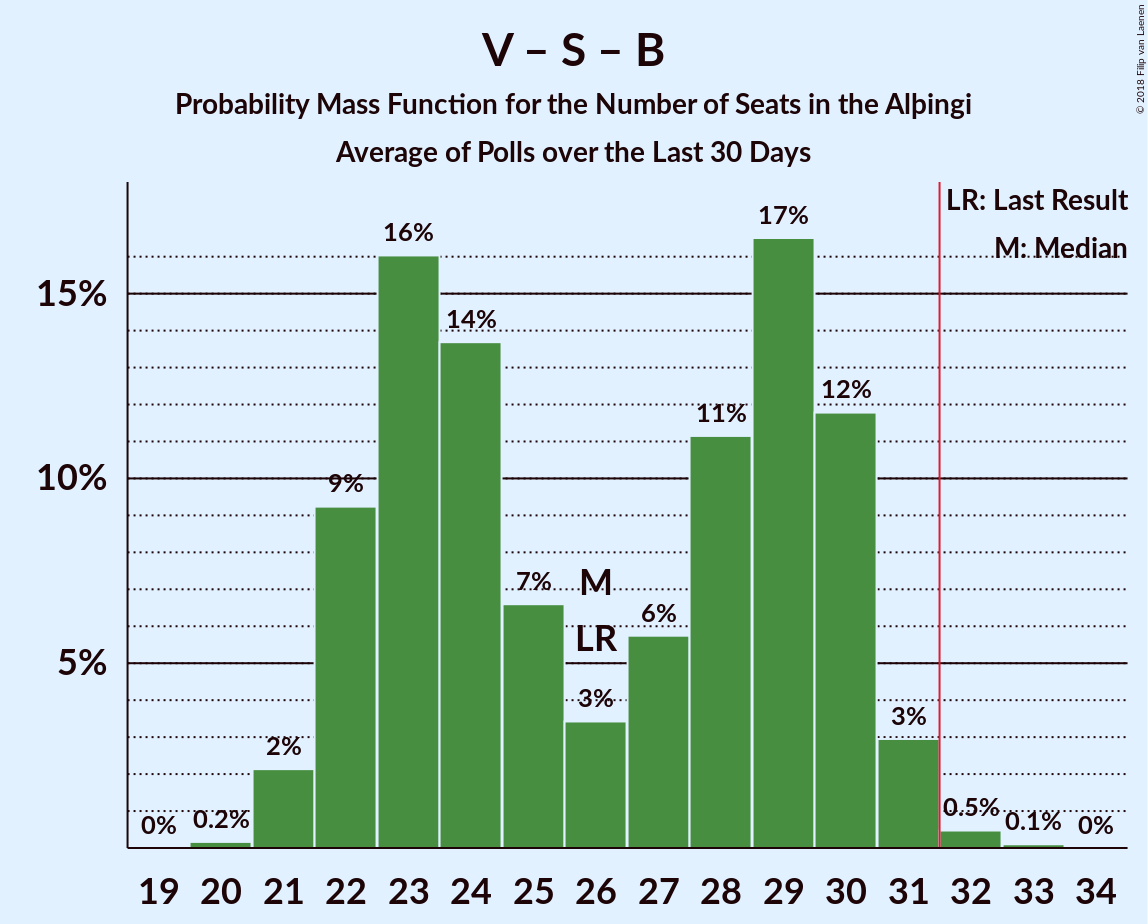 V – S – B
Probability Mass Function for the Number of Seats in the Alþingi
Average of Polls over the Last 30 Days
© 2018 Filip van Laenen
LR: Last Result
M: Median
15%
10%
5%
0%
0.2%
2%
9%
16%
14%
7%
M
LR
3%
6%
11%
17%
12%
3%
0.5%
0.1%
0%
19 20 21 22 23 24 25 26 27 28 29 30 31 32 33 34